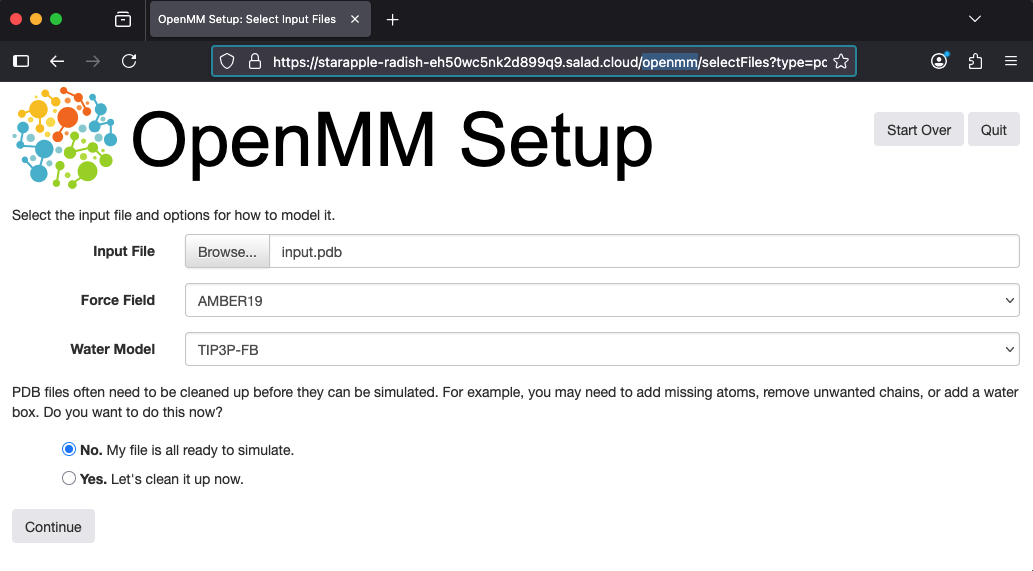 OpenMM Setup: Select Input Files
https://starapple-radish-eh50wc5nk2d899q9.salad.cloud/openmm/selectFiles?type=pc
OpenMM Setup
Start Over
Quit
Select the input file and options for how to model it.
Input File
Browse...
input.pdb
Force Field
AMBER19
Water Model
TIP3P-FB
PDB files often need to be cleaned up before they can be simulated. For example, you may need to add missing atoms, remove unwanted chains, or add a water
box. Do you want to do this now?
No. My file is all ready to simulate.
Yes. Let's clean it up now.
Continue